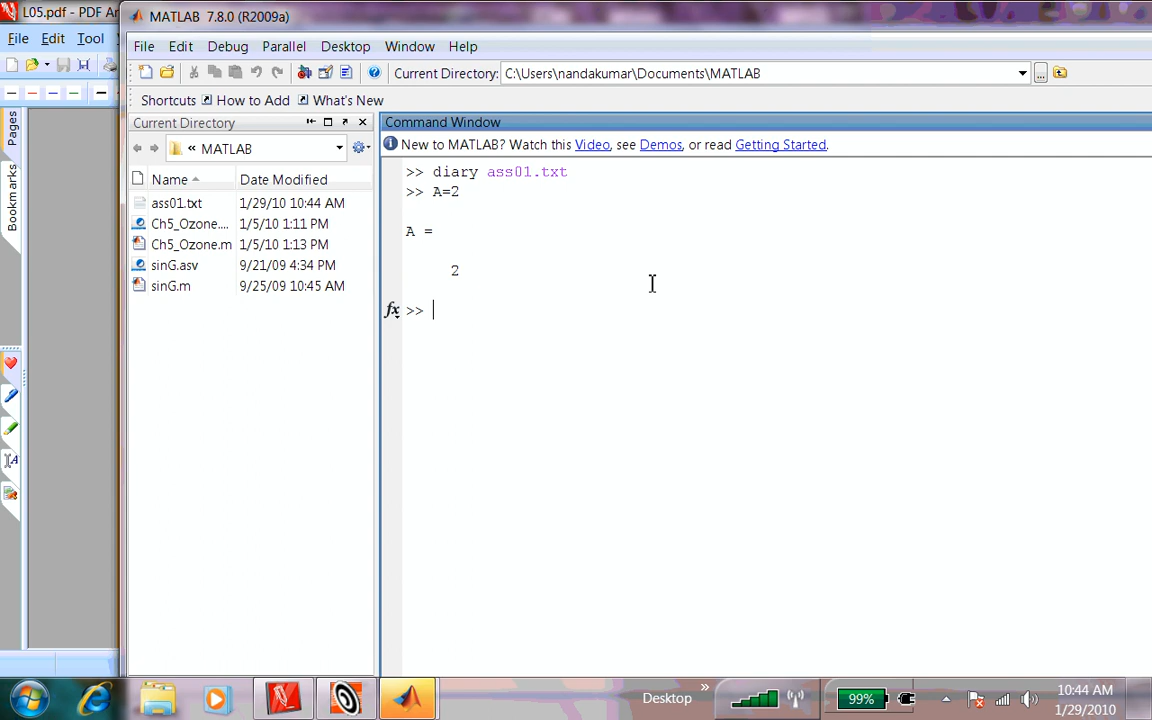 L05.pdf - PDF An
File Edit Tool
Pages
Bookmarks
MATLAB 7.8.0 (R2009a)
File Edit Debug Parallel Desktop Window Help
Current Directory: C:\Users\nandakumar\Documents\MATLAB
Shortcuts How to Add What's New
Current Directory
« MATLAB
Name Date Modified
ass01.txt 1/29/10 10:44 AM
Ch5_Ozone.... 1/5/10 1:11 PM
Ch5_Ozone.m 1/5/10 1:13 PM
sinG.asv 9/21/09 4:34 PM
sinG.m 9/25/09 10:45 AM
Command Window
New to MATLAB? Watch this Video, see Demos, or read Getting Started.
>> diary ass01.txt
>> A=2
A =
2
fx >>
Desktop »
99%
10:44 AM
1/29/2010